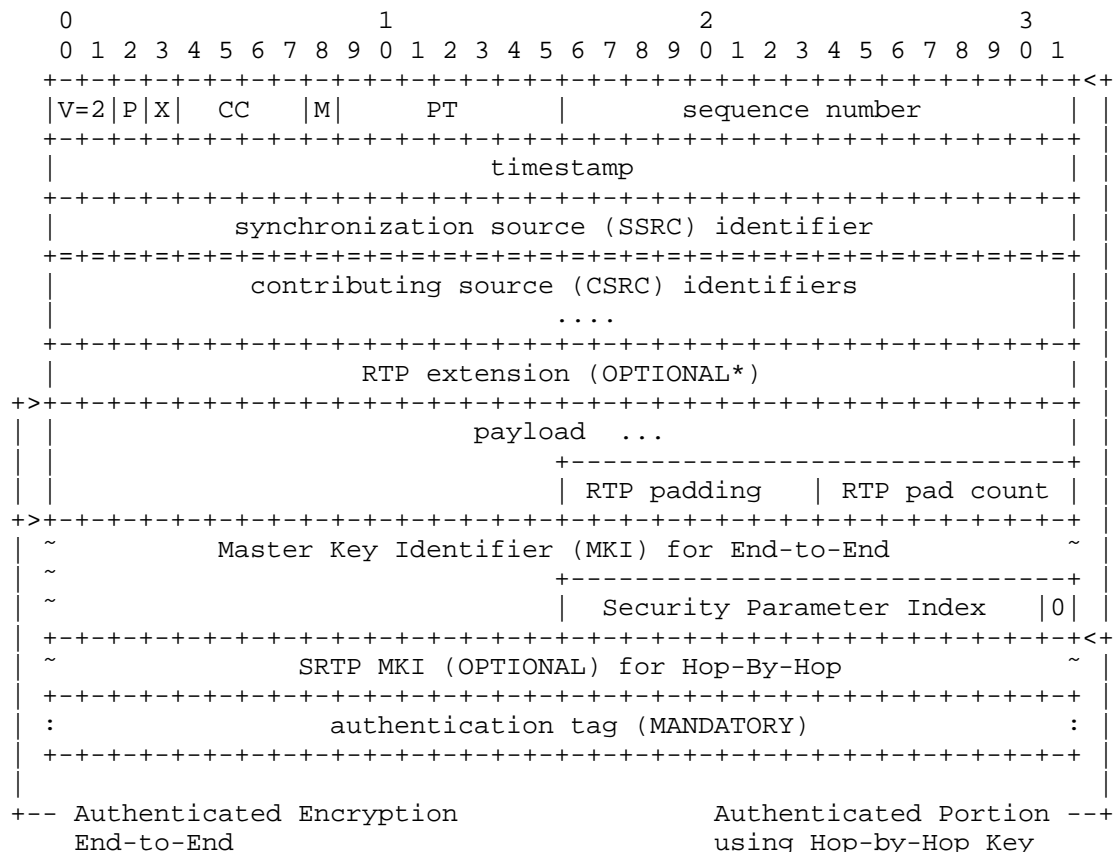 0                   1                   2                   3
 0 1 2 3 4 5 6 7 8 9 0 1 2 3 4 5 6 7 8 9 0 1 2 3 4 5 6 7 8 9 0 1
+-+-+-+-+-+-+-+-+-+-+-+-+-+-+-+-+-+-+-+-+-+-+-+-+-+-+-+-+-+-+-+-+<+
|V=2|P|X|  CC   |M|     PT      |       sequence number         | |
+-+-+-+-+-+-+-+-+-+-+-+-+-+-+-+-+-+-+-+-+-+-+-+-+-+-+-+-+-+-+-+-+ |
|                           timestamp                           | |
+-+-+-+-+-+-+-+-+-+-+-+-+-+-+-+-+-+-+-+-+-+-+-+-+-+-+-+-+-+-+-+-+ |
|           synchronization source (SSRC) identifier            | |
+=+=+=+=+=+=+=+=+=+=+=+=+=+=+=+=+=+=+=+=+=+=+=+=+=+=+=+=+=+=+=+=+ |
|            contributing source (CSRC) identifiers             | |
|                               ....                            | |
+-+-+-+-+-+-+-+-+-+-+-+-+-+-+-+-+-+-+-+-+-+-+-+-+-+-+-+-+-+-+-+-+ |
|                   RTP extension (OPTIONAL*)                   | |
+>+-+-+-+-+-+-+-+-+-+-+-+-+-+-+-+-+-+-+-+-+-+-+-+-+-+-+-+-+-+-+-+-+ |
| |                          payload  ...                         | |
| |                               +-------------------------------+ |
| |                               | RTP padding   | RTP pad count | |
+>+-+-+-+-+-+-+-+-+-+-+-+-+-+-+-+-+-+-+-+-+-+-+-+-+-+-+-+-+-+-+-+-+ |
| ~          Master Key Identifier (MKI) for End-to-End           ~ |
| ~                               +-------------------------------+ |
| ~                               |  Security Parameter Index   |0| |
| +-+-+-+-+-+-+-+-+-+-+-+-+-+-+-+-+-+-+-+-+-+-+-+-+-+-+-+-+-+-+-+-+<+
| ~               SRTP MKI (OPTIONAL) for Hop-By-Hop              ~ |
| +-+-+-+-+-+-+-+-+-+-+-+-+-+-+-+-+-+-+-+-+-+-+-+-+-+-+-+-+-+-+-+-+ |
| :                 authentication tag (MANDATORY)                : |
| +-+-+-+-+-+-+-+-+-+-+-+-+-+-+-+-+-+-+-+-+-+-+-+-+-+-+-+-+-+-+-+-+ |
|                                                                   |
+-- Authenticated Encryption                Authenticated Portion --+
    End-to-End                              using Hop-by-Hop Key